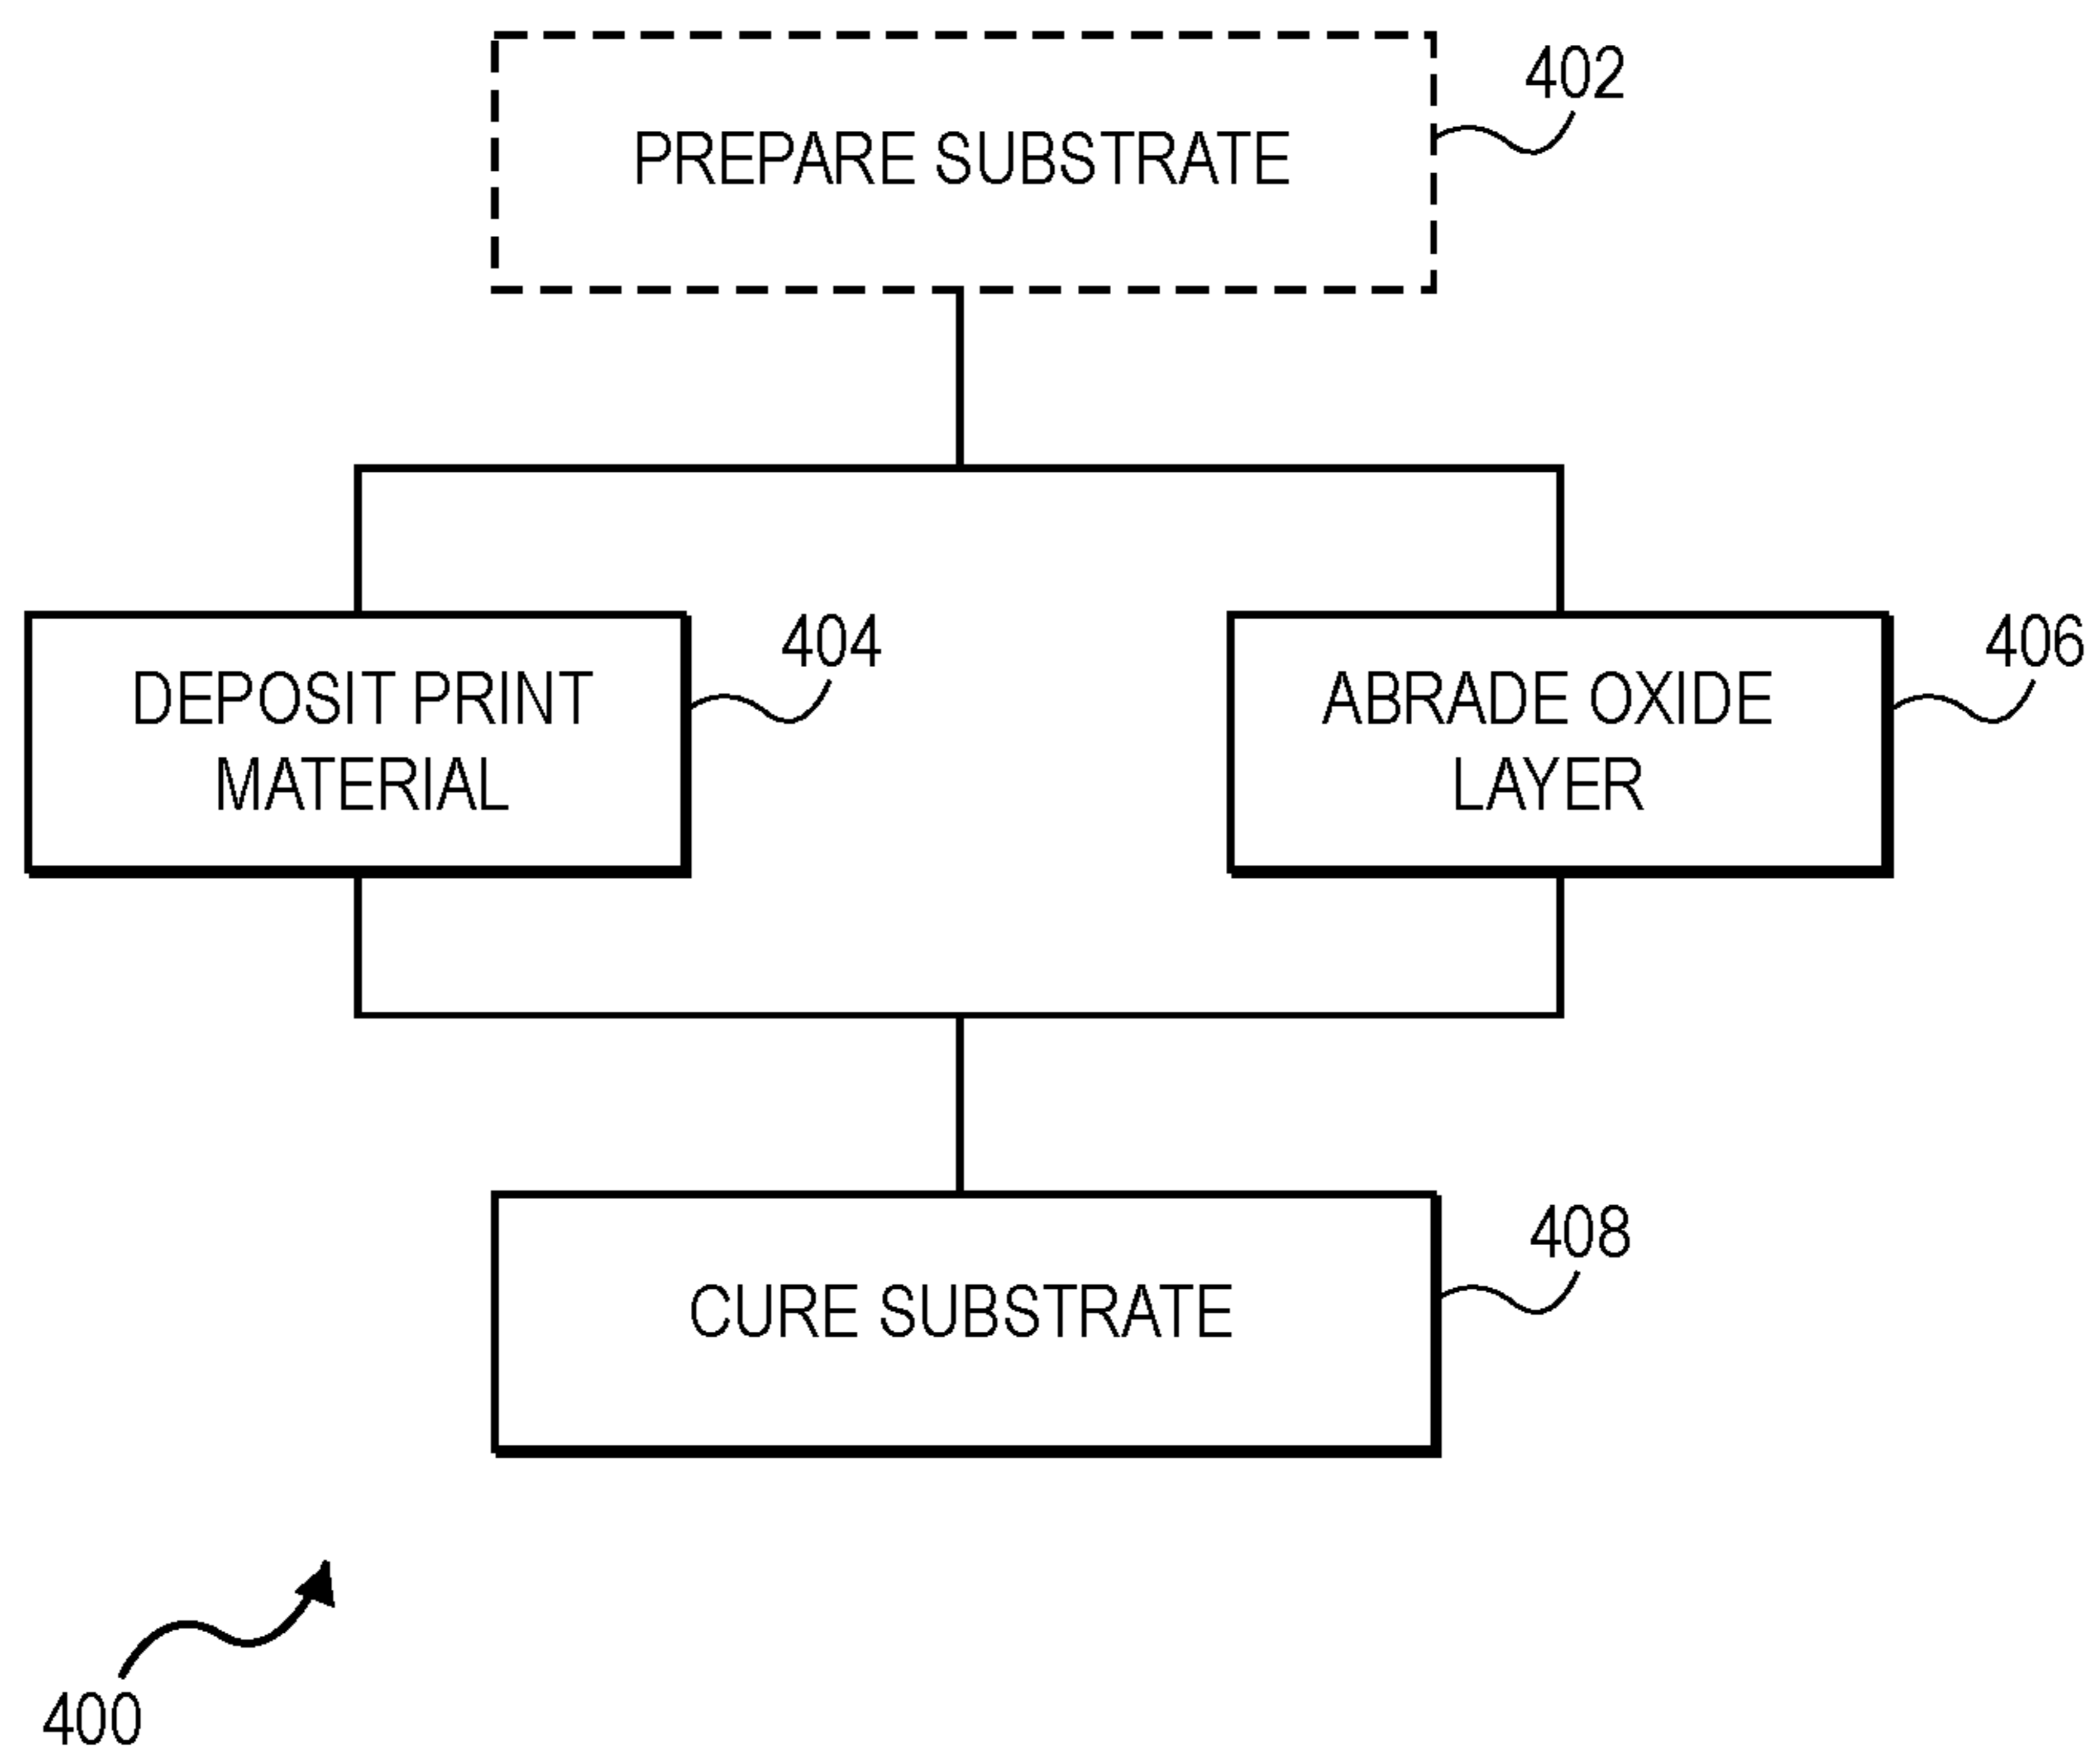 402
PREPARE SUBSTRATE
404
DEPOSIT PRINT
MATERIAL
406
ABRADE OXIDE
LAYER
408
CURE SUBSTRATE
400